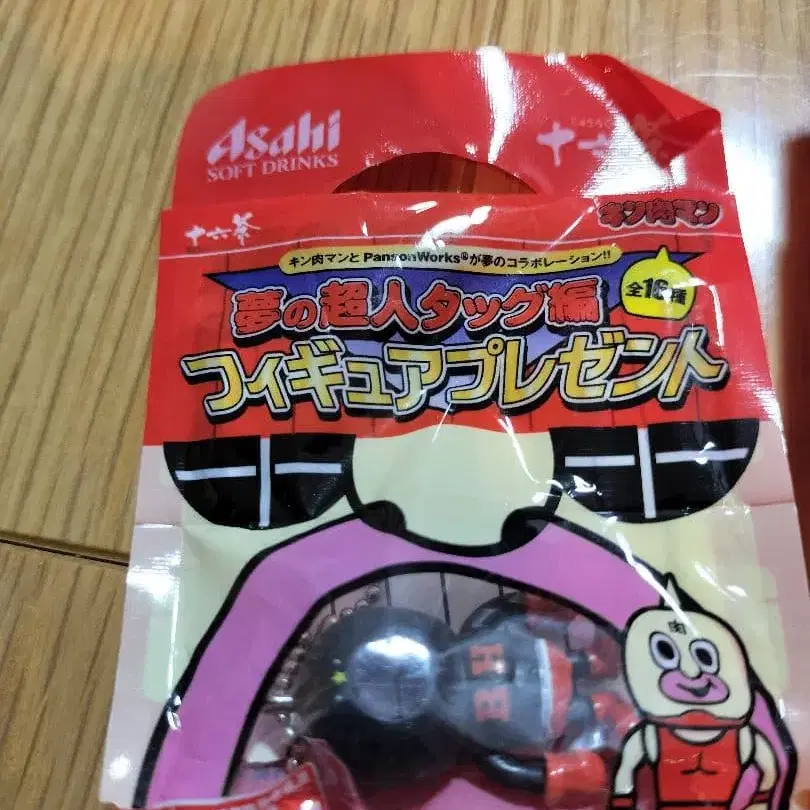 Asahi
SOFT DRINKS
十六茶
キン肉マン
キン肉マンとPansonWorks®が夢のコラボレーション!!
夢の超人タッグ編
全16種
フィギュアプレゼント
肉